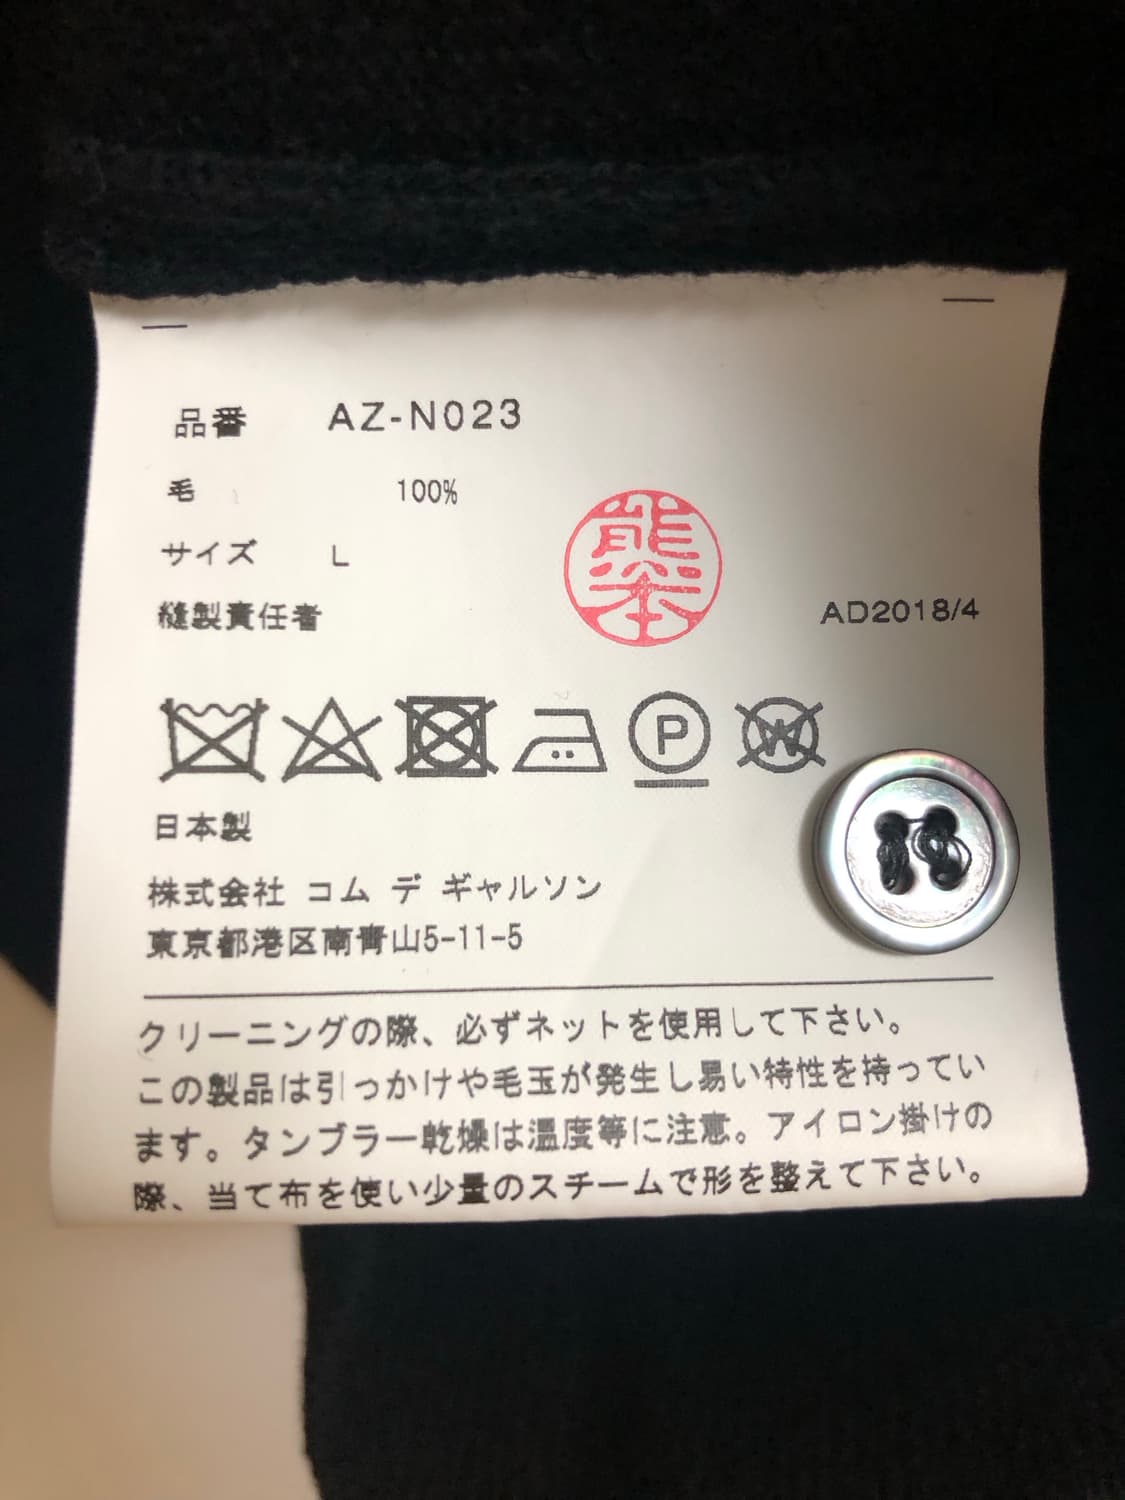 品番 AZ-N023
毛 100%
サイズ L
熊本
縫製責任者
AD2018/4
P
W
日本製
株式会社 コム デ ギャルソン
東京都港区南青山5-11-5
クリーニングの際、必ずネットを使用して下さい。
この製品は引っかけや毛玉が発生し易い特性を持ってい
ます。タンブラー乾燥は温度等に注意。アイロン掛けの
際、当て布を使い少量のスチームで形を整えて下さい。